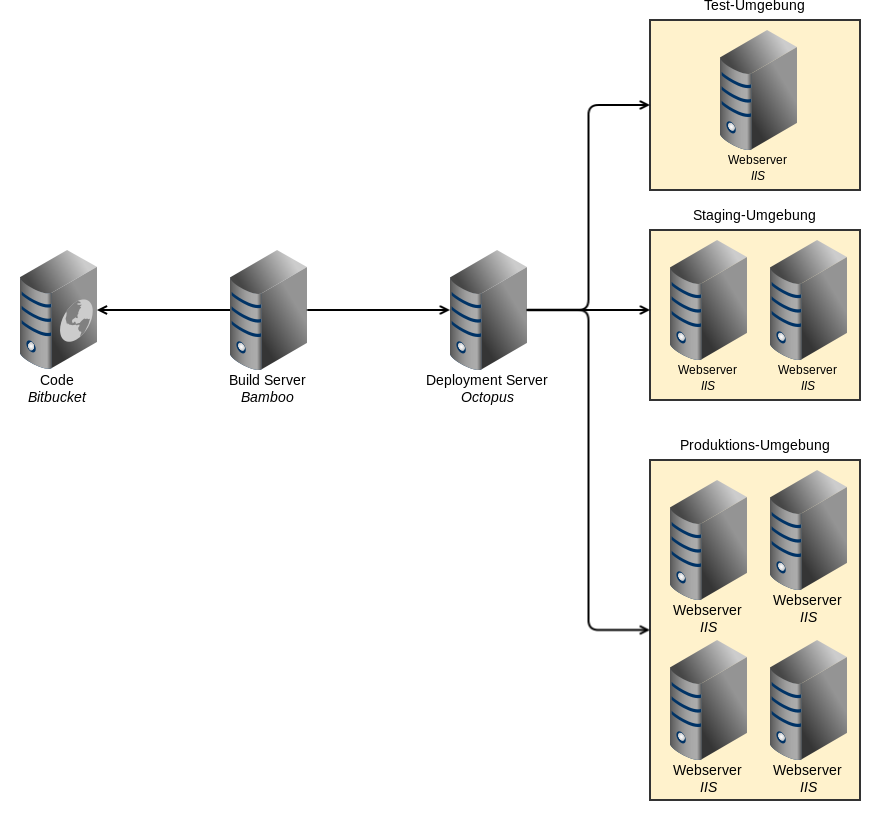 Test-Umgebung
Webserver
IIS
Staging-Umgebung
Webserver
IIS
Webserver
IIS
Code
Bitbucket
Build Server
Bamboo
Deployment Server
Octopus
Produktions-Umgebung
Webserver
IIS
Webserver
IIS
Webserver
IIS
Webserver
IIS